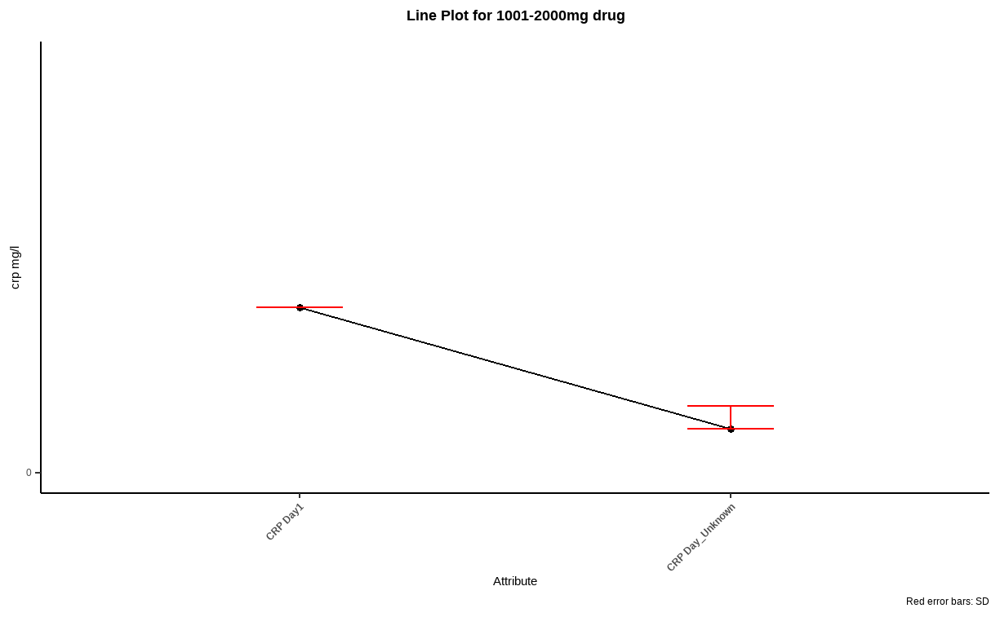 Line Plot for 1001-2000mg drug
crp mg/l
0
CRP Day1
CRP Day_Unknown
Attribute
Red error bars: SD